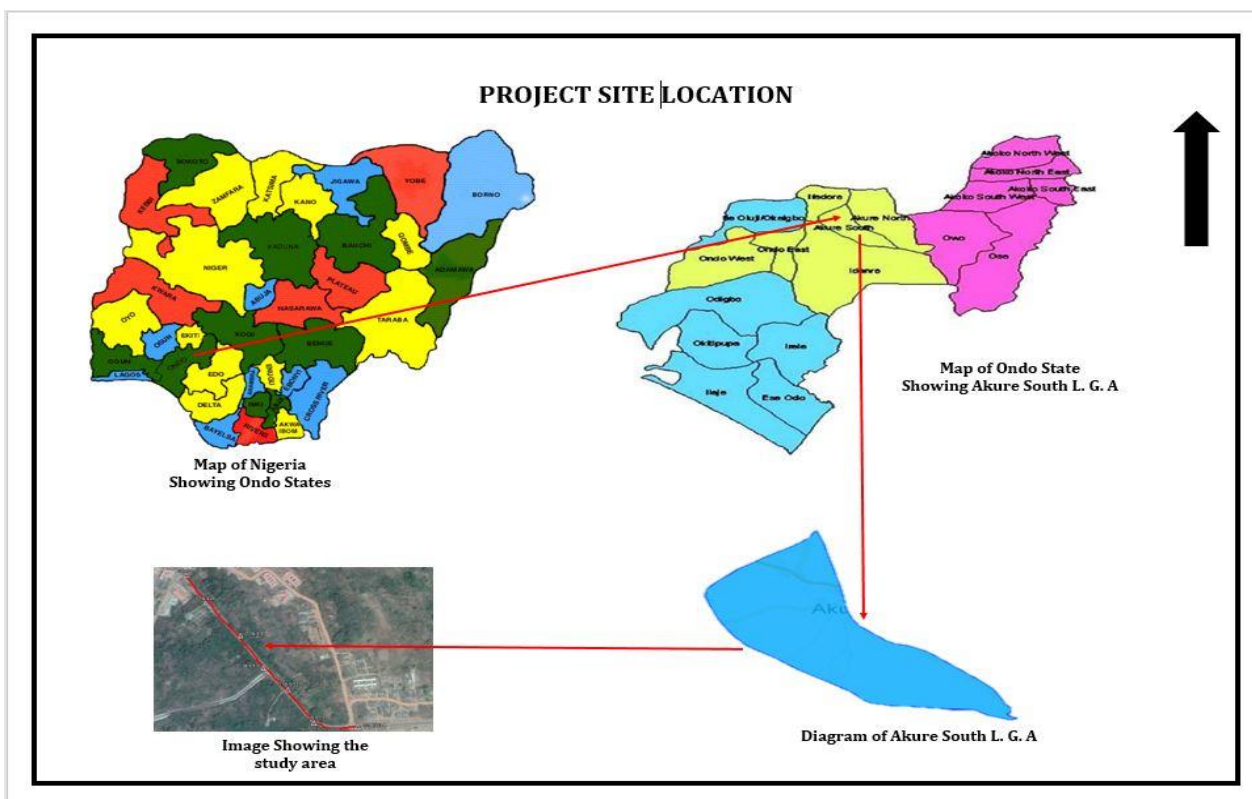 PROJECT SITE LOCATION
SOKOTO
ZAMFARA
KATSINA
KANO
JIGAWA
YOBE
BORNO
KEBBI
KADUNA
BAUCHI
GOMBE
ADAMAWA
NIGER
PLATEAU
KWARA
ABUJA
NASARAWA
TARABA
OYO
OSUN
EKITI
KOGI
BENUE
OGUN
ONDO
LAGOS
EDO
ENUGU
EBONYI
CROSS RIVER
DELTA
IMO
BAYELSA
RIVERS
AKWA
IBOM
Map of Nigeria
Showing Ondo States
Akoko North West
Akoko North East
Akoko South East
Akoko South West
Ifedore
Ile Oluji/Okeigbo
Akure North
Akure South
Owo
Ose
Ondo East
Ondo West
Idanre
Odigbo
Okitipupa
Irele
Ilaje
Ese Odo
Map of Ondo State
Showing Akure South L. G. A
Aku
Image Showing the
study area
Diagram of Akure South L. G. A